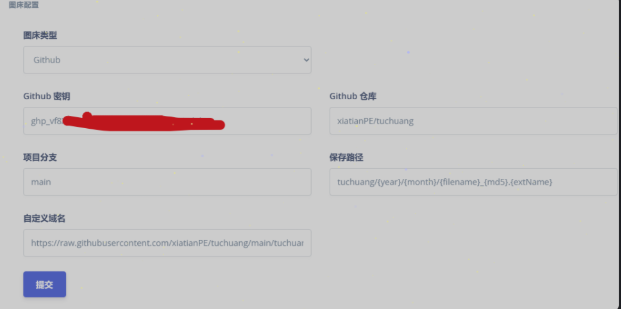 图床配置
图床类型
Github
Github 密钥
Github 仓库
ghp_vf8
xiatianPE/tuchuang
项目分支
保存路径
main
tuchuang/{year}/{month}/{filename}_{md5}.{extName}
自定义域名
https://raw.githubusercontent.com/xiatianPE/tuchuang/main/tuchuan
提交